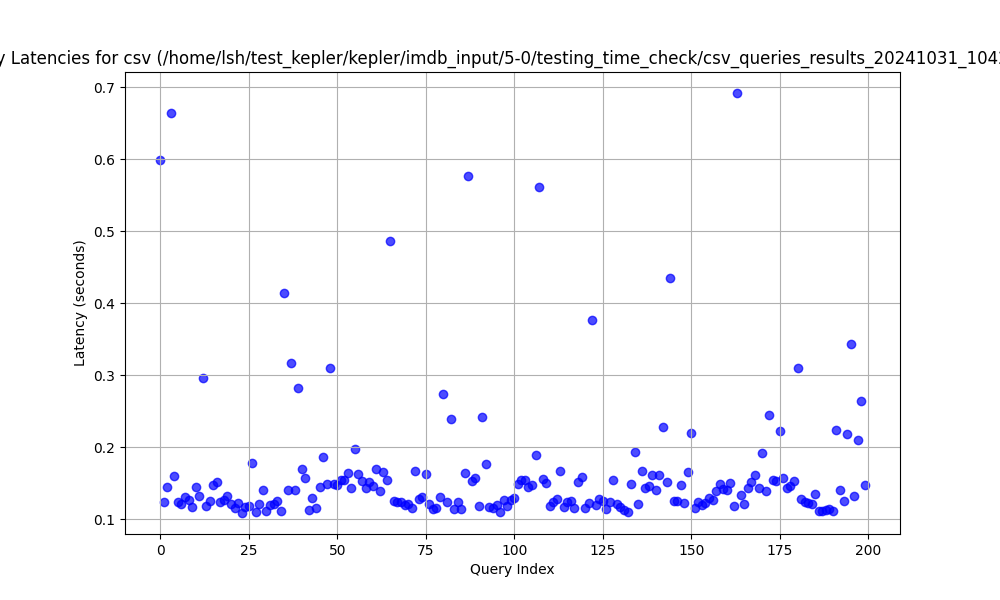 y Latencies for csv (/home/lsh/test_kepler/kepler/imdb_input/5-0/testing_time_check/csv_queries_results_20241031_104
0.7
0.6
0.5
0.4
0.3
0.2
0.1
Latency (seconds)
0 25 50 75 100 125 150 175 200
Query Index